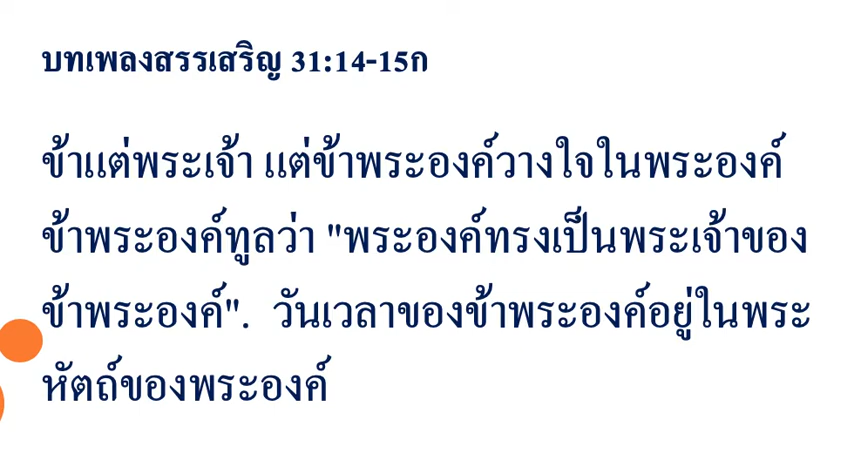 บทเพลงสรรเสริญ 31:14-15ก
ข้าแต่พระเจ้า แต่ข้าพระองค์วางใจในพระองค์
ข้าพระองค์ทูลว่า "พระองค์ทรงเป็นพระเจ้าของ
ข้าพระองค์". วันเวลาของข้าพระองค์อยู่ในพระ
หัตถ์ของพระองค์